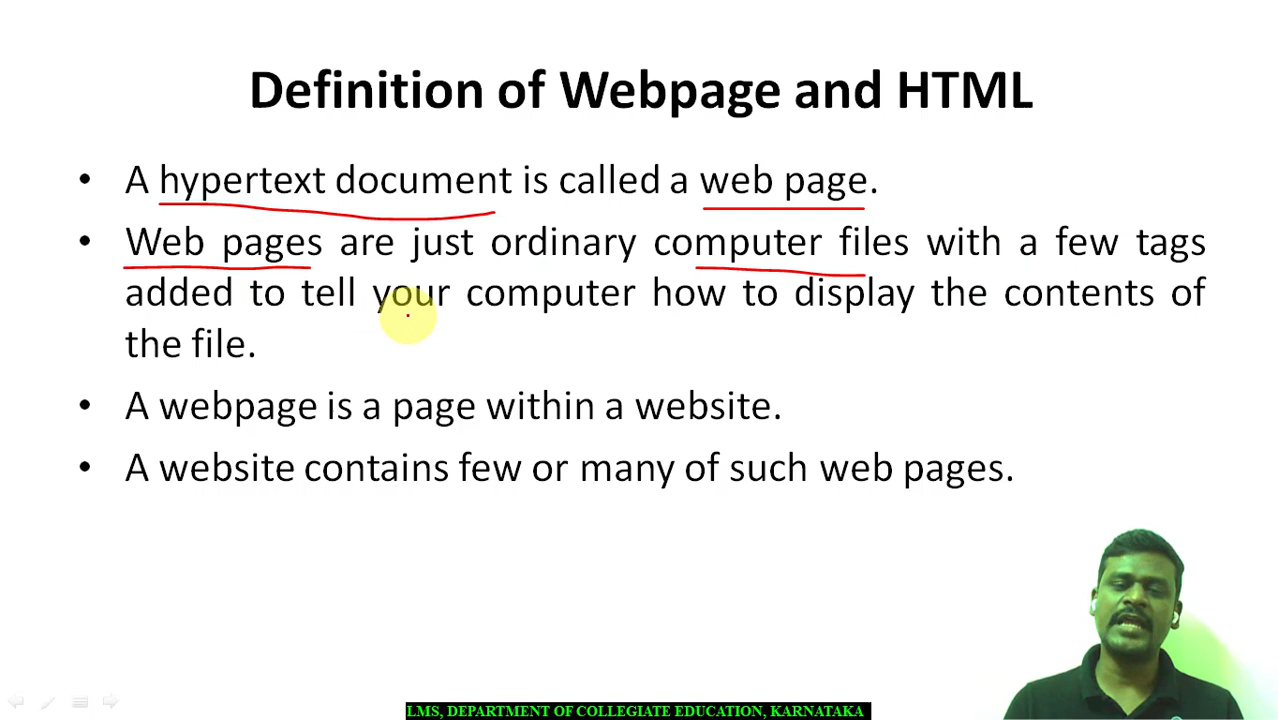 Definition of Webpage and HTML
• A hypertext document is called a web page.
• Web pages are just ordinary computer files with a few tags
added to tell your computer how to display the contents of
the file.
• A webpage is a page within a website.
• A website contains few or many of such web pages.
LMS, DEPARTMENT OF COLLEGIATE EDUCATION, KARNATAKA